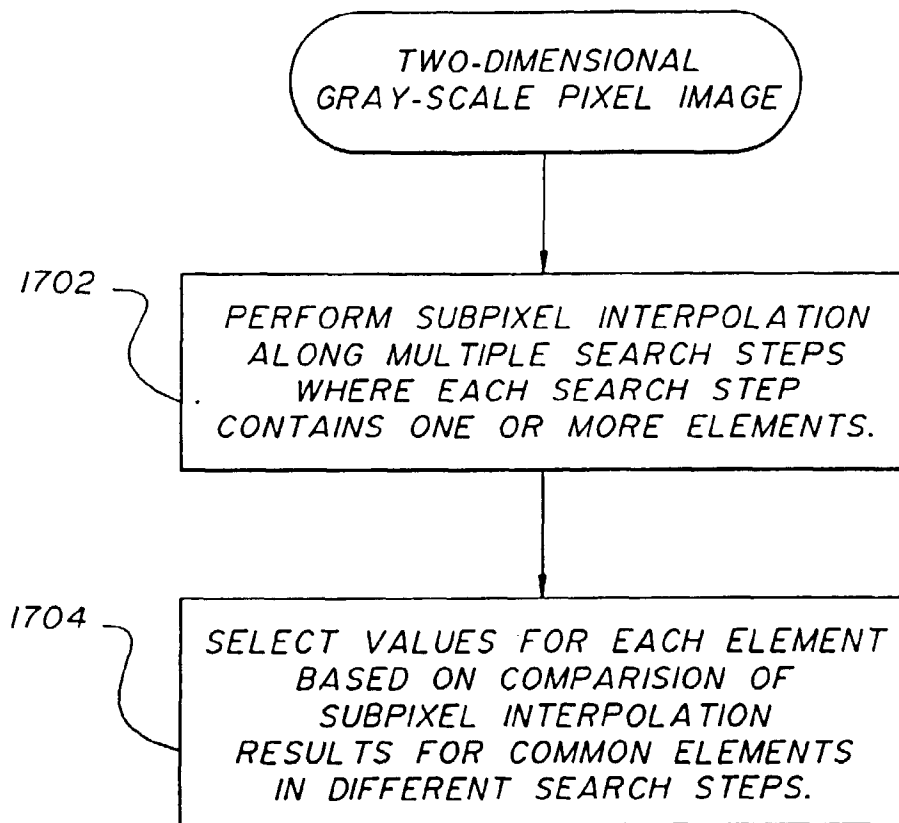 TWO-DIMENSIONAL
GRAY-SCALE PIXEL IMAGE
1702
PERFORM SUBPIXEL INTERPOLATION
ALONG MULTIPLE SEARCH STEPS
WHERE EACH SEARCH STEP
CONTAINS ONE OR MORE ELEMENTS.
1704
SELECT VALUES FOR EACH ELEMENT
BASED ON COMPARISION OF
SUBPIXEL INTERPOLATION
RESULTS FOR COMMON ELEMENTS
IN DIFFERENT SEARCH STEPS.